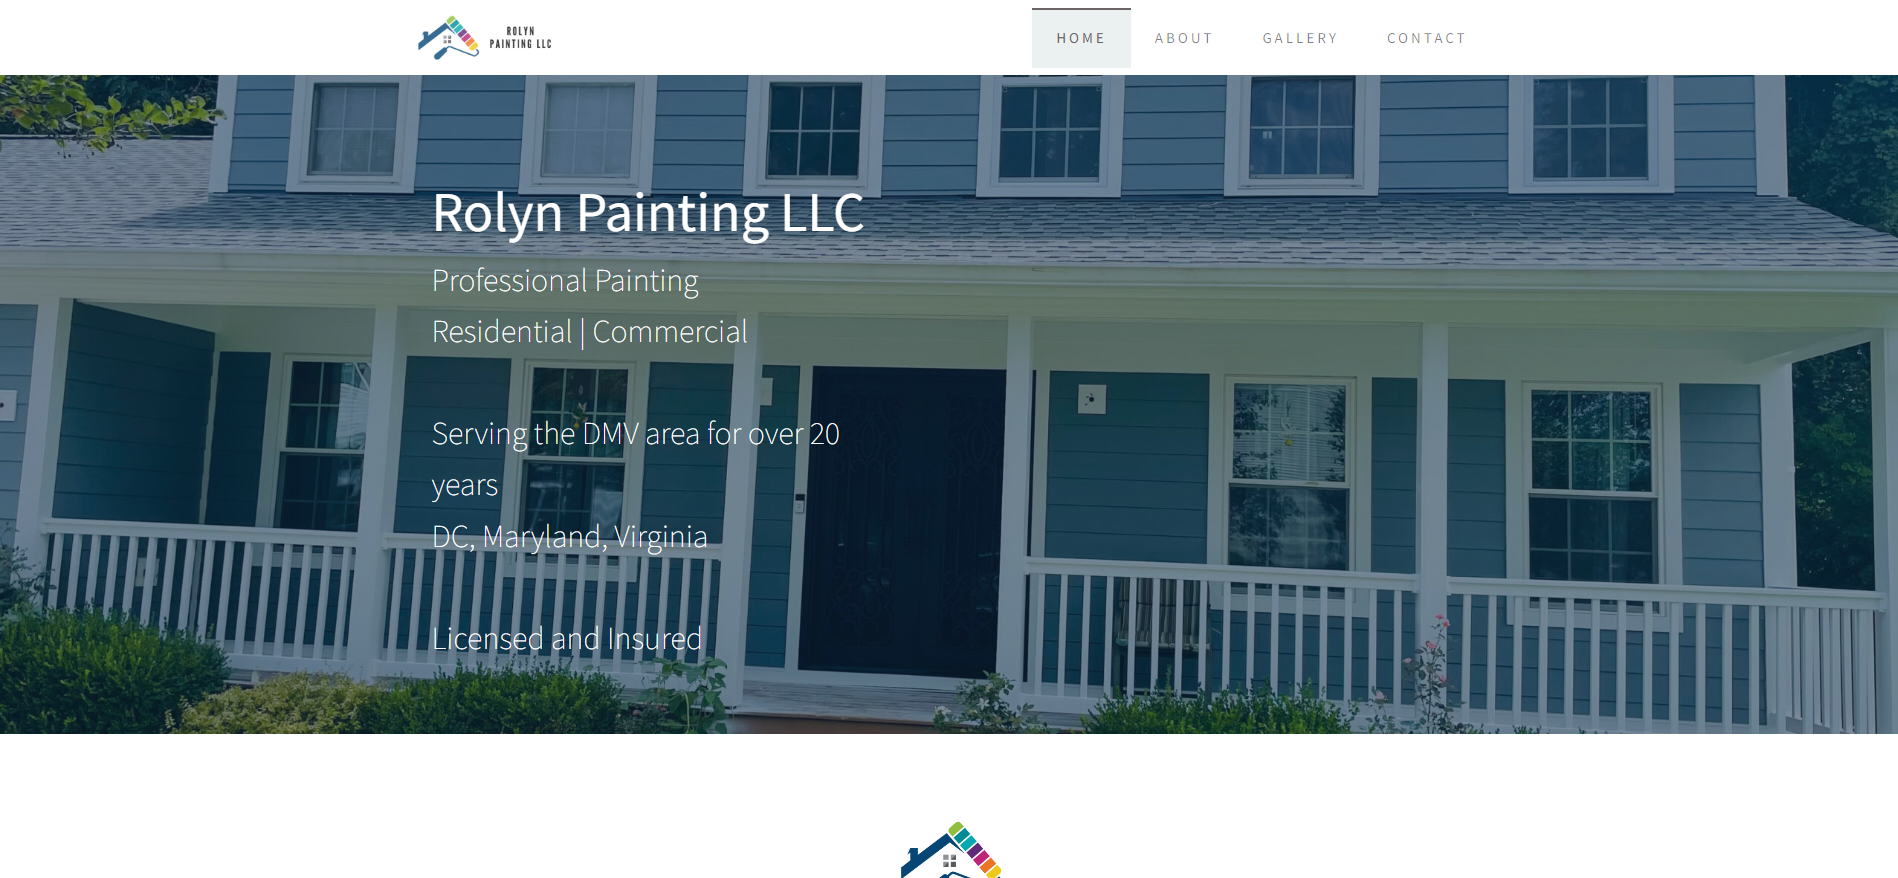 ROLYN
PAINTING LLC
HOME
ABOUT
GALLERY
CONTACT
Rolyn Painting LLC
Professional Painting
Residential | Commercial
Serving the DMV area for over 20
years
DC, Maryland, Virginia
Licensed and Insured